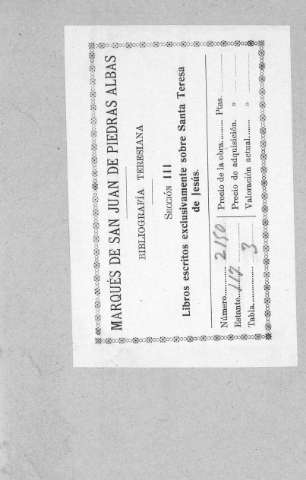 MARQUÉS DE SAN JUAN DE PIEDRAS ALBAS
BIBLIOGRAFÍA TERESIANA
SECCIÓN III
Libros escritos exclusivamente sobre Santa Teresa
de Jesús.
Número.......... 2150
Estante.......... 117
Tabla.............. 3
Precio de la obra.......... Ptas.
Precio de adquisición. »
Valoración actual........ »